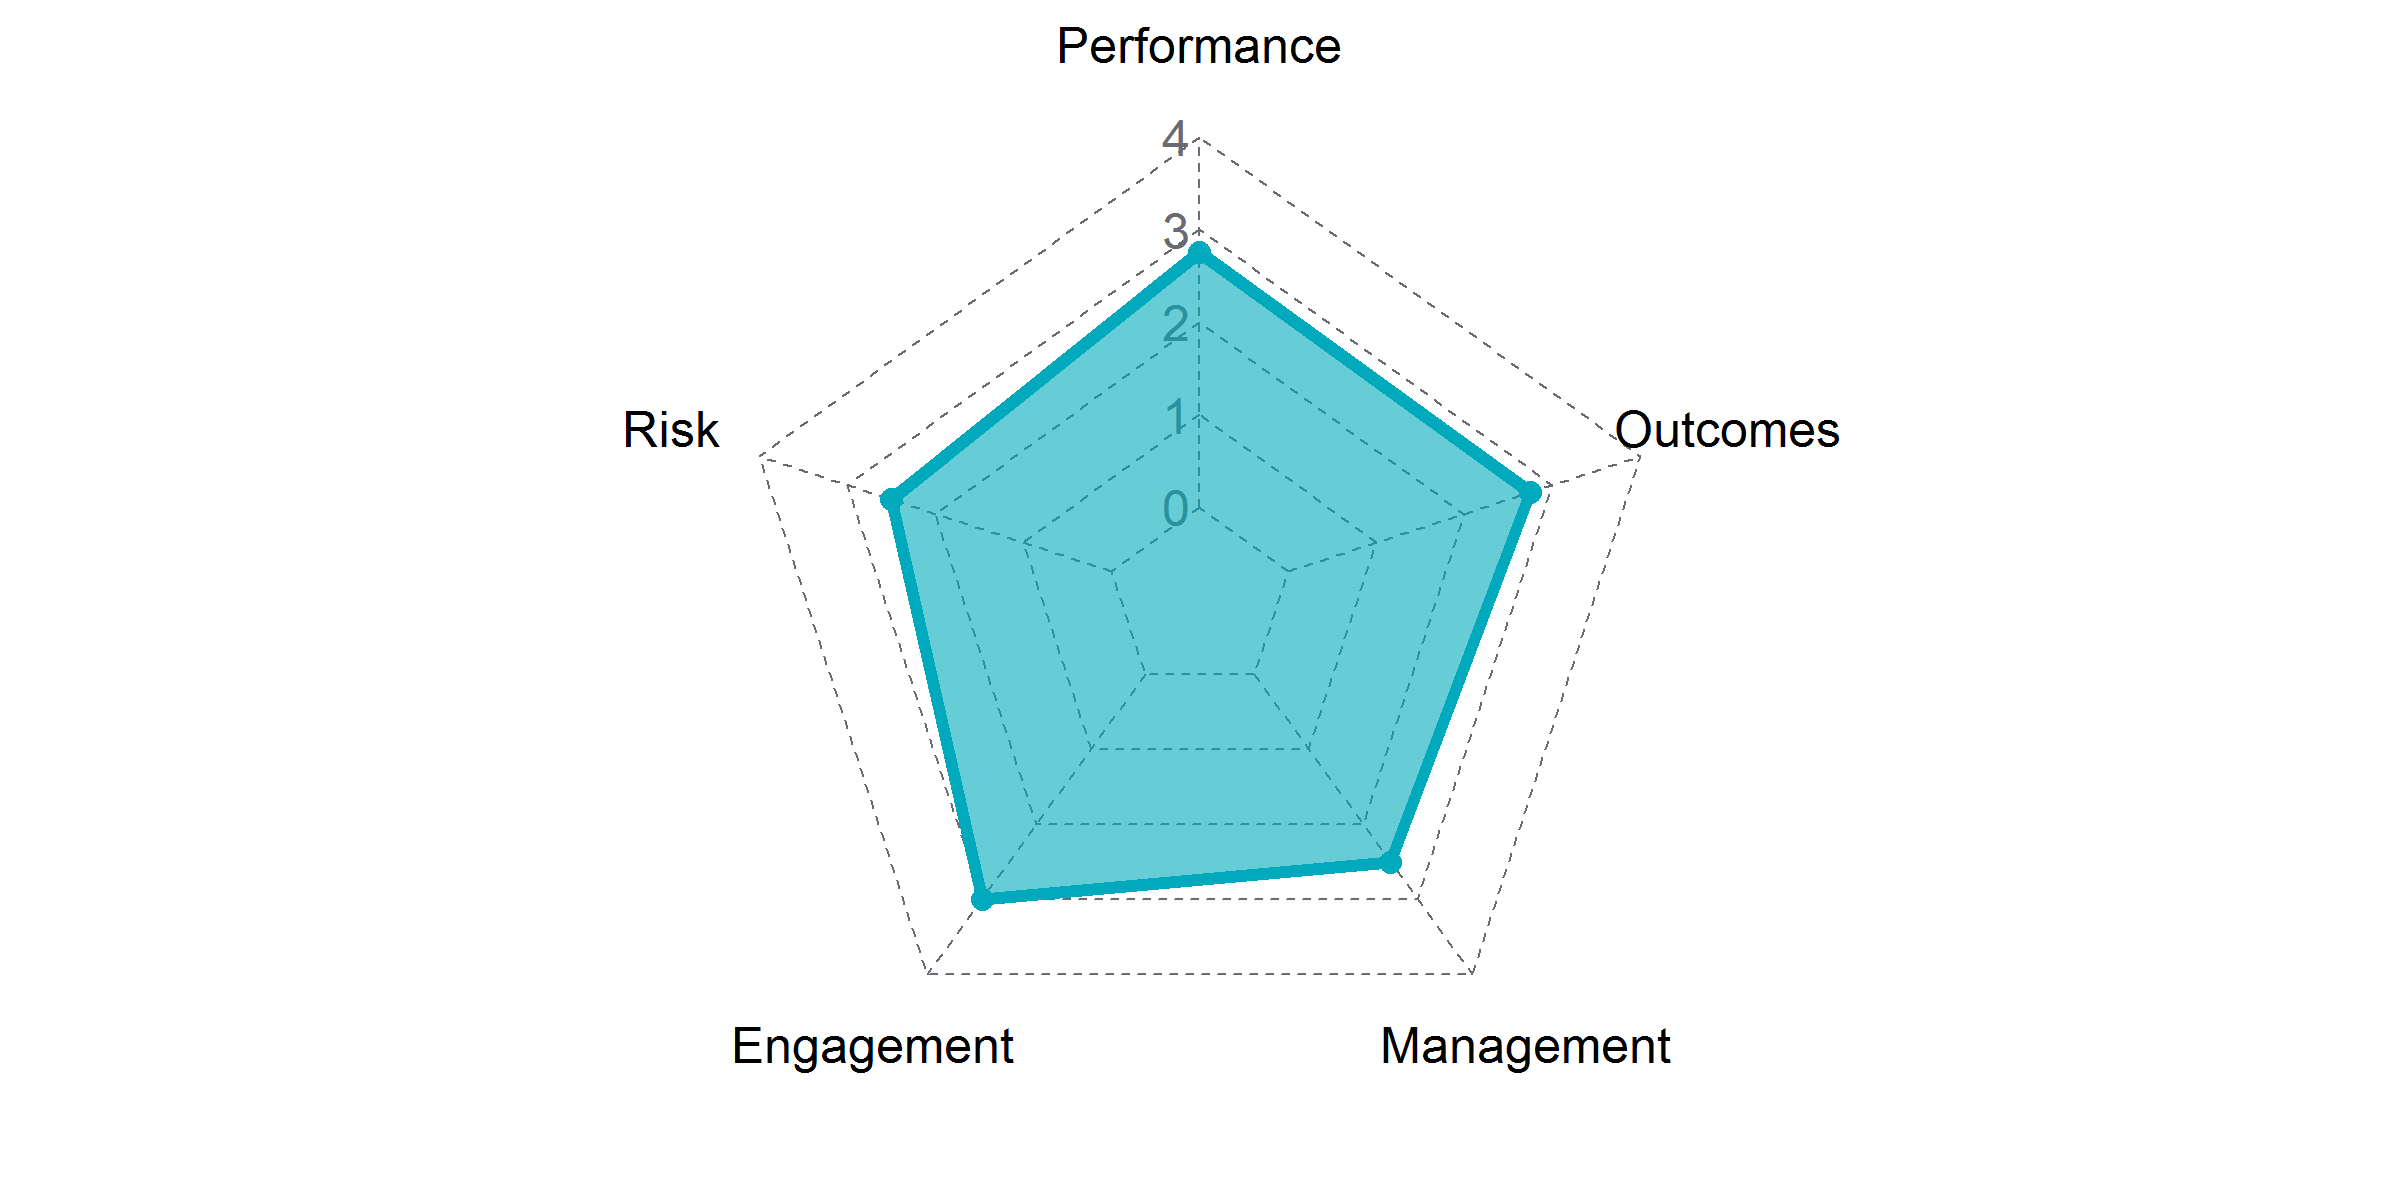 Performance
4
3
2
1
0
Risk
Outcomes
Engagement
Management